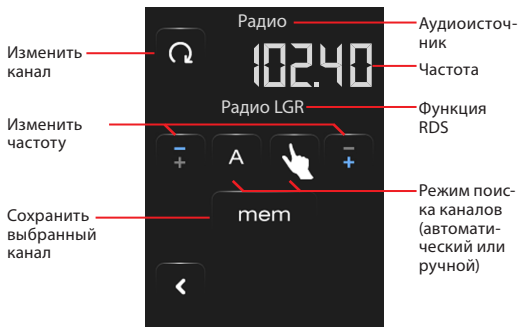 Радио
Аудиоисточ-
ник
Изменить
канал
102.40
Частота
Радио LGR
Функция
RDS
Изменить
частоту
A
Режим поис-
ка каналов
(автомати-
ческий или
ручной)
Сохранить
выбранный
канал
mem